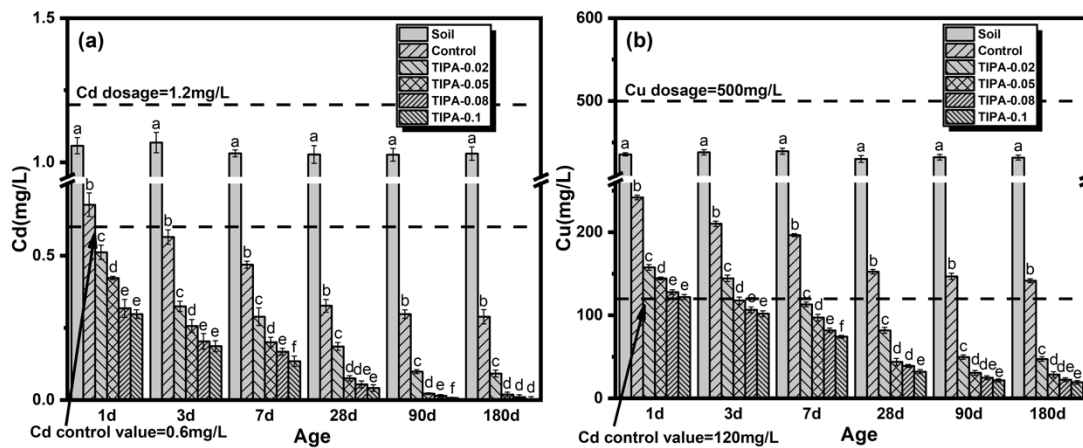 (a)
Soil
Control
TIPA-0.02
TIPA-0.05
TIPA-0.08
TIPA-0.1
Cd dosage=1.2mg/L
1.5
1.0
0.5
0.0
Cd(mg/L)
a a a a a a
b c d e e
b c d e e
b c d e f
b c d de e
b c d e f
b c d d d
1d 3d 7d 28d 90d 180d
Age
Cd control value=0.6mg/L
(b)
Soil
Control
TIPA-0.02
TIPA-0.05
TIPA-0.08
TIPA-0.1
Cu dosage=500mg/L
600
500
200
100
0
Cu(mg/L)
a a a a a a
b c d e e
b c d e e
b c d e f
b c d d e
b c d de e
b c d de e
1d 3d 7d 28d 90d 180d
Age
Cd control value=120mg/L